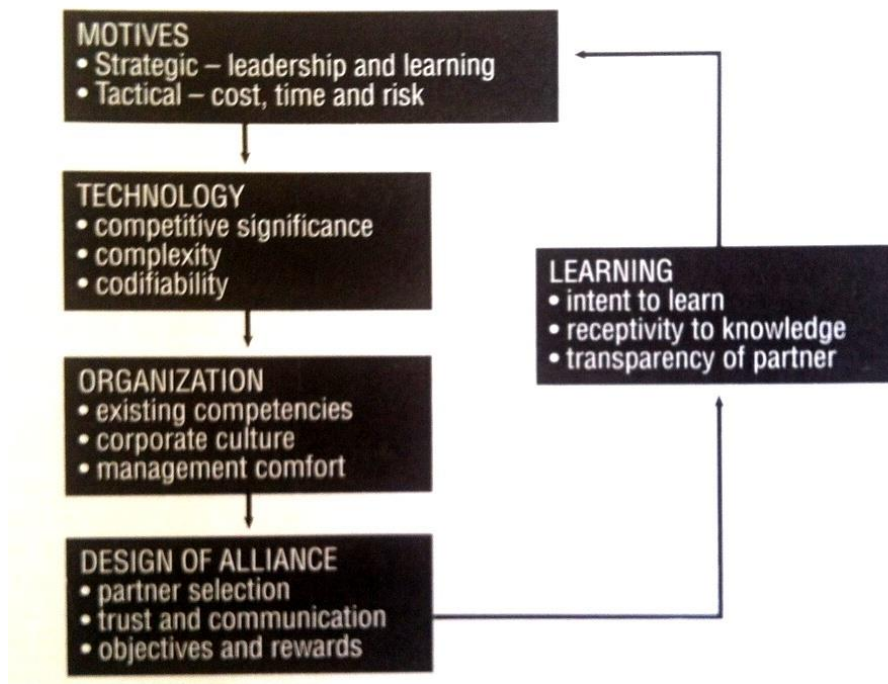 MOTIVES
• Strategic – leadership and learning
• Tactical – cost, time and risk
TECHNOLOGY
• competitive significance
• complexity
• codifiability
ORGANIZATION
• existing competencies
• corporate culture
• management comfort
DESIGN OF ALLIANCE
• partner selection
• trust and communication
• objectives and rewards
LEARNING
• intent to learn
• receptivity to knowledge
• transparency of partner